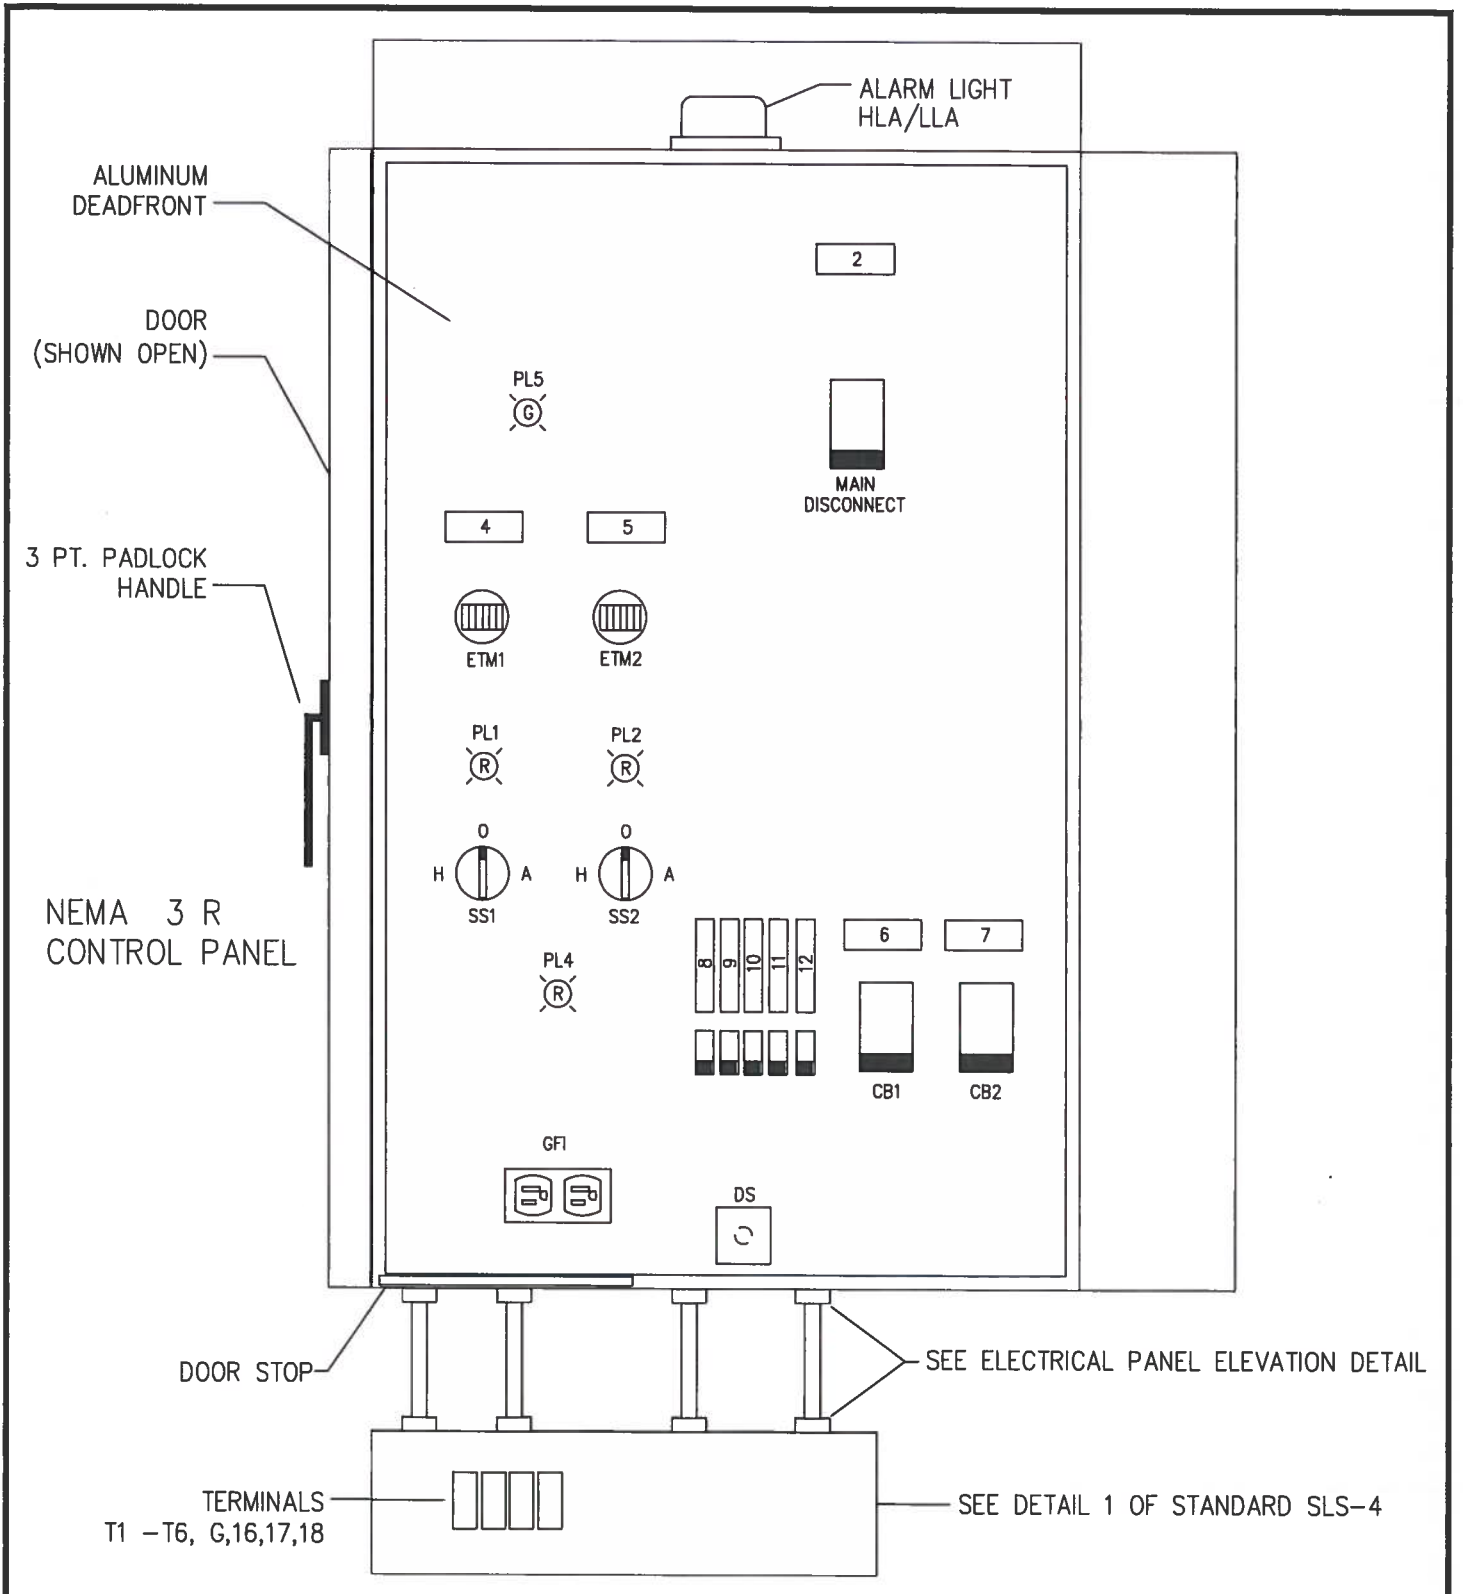 ALARM LIGHT
HLA/LLA
ALUMINUM
DEADFRONT
2
DOOR
(SHOWN OPEN)
PL5
G
MAIN
DISCONNECT
4
5
3 PT. PADLOCK
HANDLE
ETM1
ETM2
PL1
PL2
R
R
O
O
H
A
H
A
SS1
SS2
NEMA 3 R
CONTROL PANEL
6
7
8
9
10
11
12
PL4
R
CB1
CB2
GFI
DS
DOOR STOP
SEE ELECTRICAL PANEL ELEVATION DETAIL
TERMINALS
T1 -T6, G,16,17,18
SEE DETAIL 1 OF STANDARD SLS-4